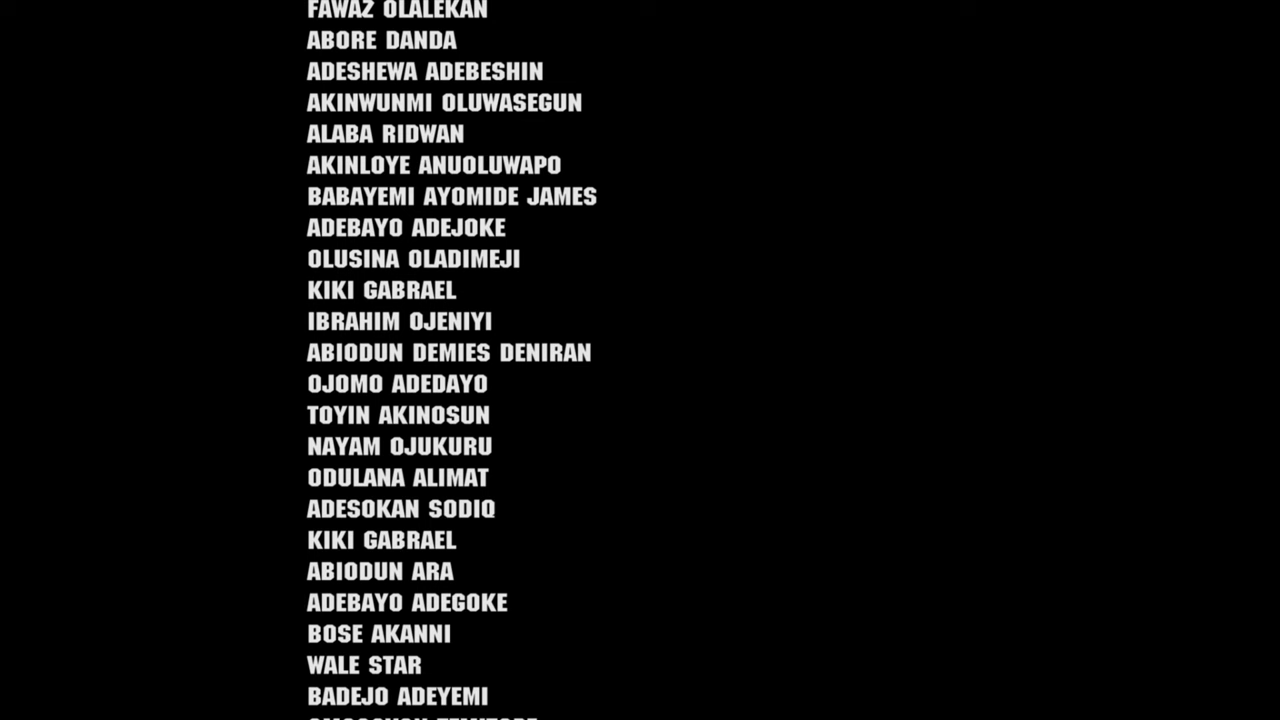 FAWAZ OLALEKAN
ABORE DANDA
ADESHEWA ADEBESHIN
AKINWUNMI OLUWASEGUN
ALABA RIDWAN
AKINLOYE ANUOLUWAPO
BABAYEMI AYOMIDE JAMES
ADEBAYO ADEJOKE
OLUSINA OLADIMEJI
KIKI GABRAEL
IBRAHIM OJENIYI
ABIODUN DEMIES DENIRAN
OJOMO ADEDAYO
TOYIN AKINOSUN
NAYAM OJUKURU
ODULANA ALIMAT
ADESOKAN SODIQ
KIKI GABRAEL
ABIODUN ARA
ADEBAYO ADEGOKE
BOSE AKANNI
WALE STAR
BADEJO ADEYEMI